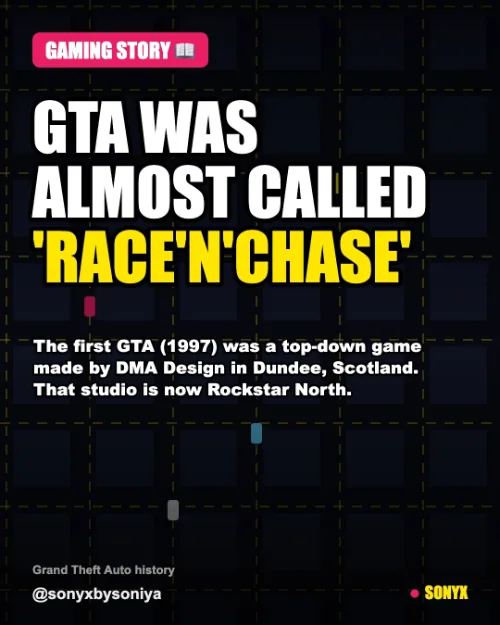 GAMING STORY
GTA WAS
ALMOST CALLED
'RACE'N'CHASE'
The first GTA (1997) was a top-down game
made by DMA Design in Dundee, Scotland.
That studio is now Rockstar North.
Grand Theft Auto history
@sonyxbysoniya
SONYX